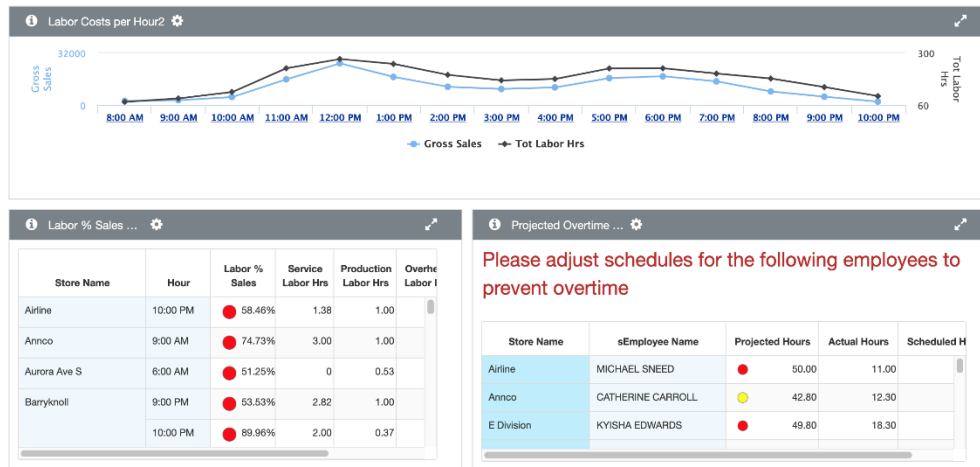 Labor Costs per Hour2
32000
300
Gross Sales
Tot Labor Hrs
0
60
8:00 AM 9:00 AM 10:00 AM 11:00 AM 12:00 PM 1:00 PM 2:00 PM 3:00 PM 4:00 PM 5:00 PM 6:00 PM 7:00 PM 8:00 PM 9:00 PM 10:00 PM
Gross Sales Tot Labor Hrs
Labor % Sales ...
Store Name Hour Labor % Sales Service Labor Hrs Production Labor Hrs Overhe Labor
Airline 10:00 PM 58.46% 1.38 1.00
Annco 9:00 AM 74.73% 3.00 1.00
Aurora Ave S 6:00 AM 51.25% 0 0.53
Barryknoll 9:00 PM 53.53% 2.82 1.00
10:00 PM 89.96% 2.00 0.37
Projected Overtime ...
Please adjust schedules for the following employees to
prevent overtime
Store Name sEmployee Name Projected Hours Actual Hours Scheduled H
Airline MICHAEL SNEED 50.00 11.00
Annco CATHERINE CARROLL 42.80 12.30
E Division KYISHA EDWARDS 49.80 18.30